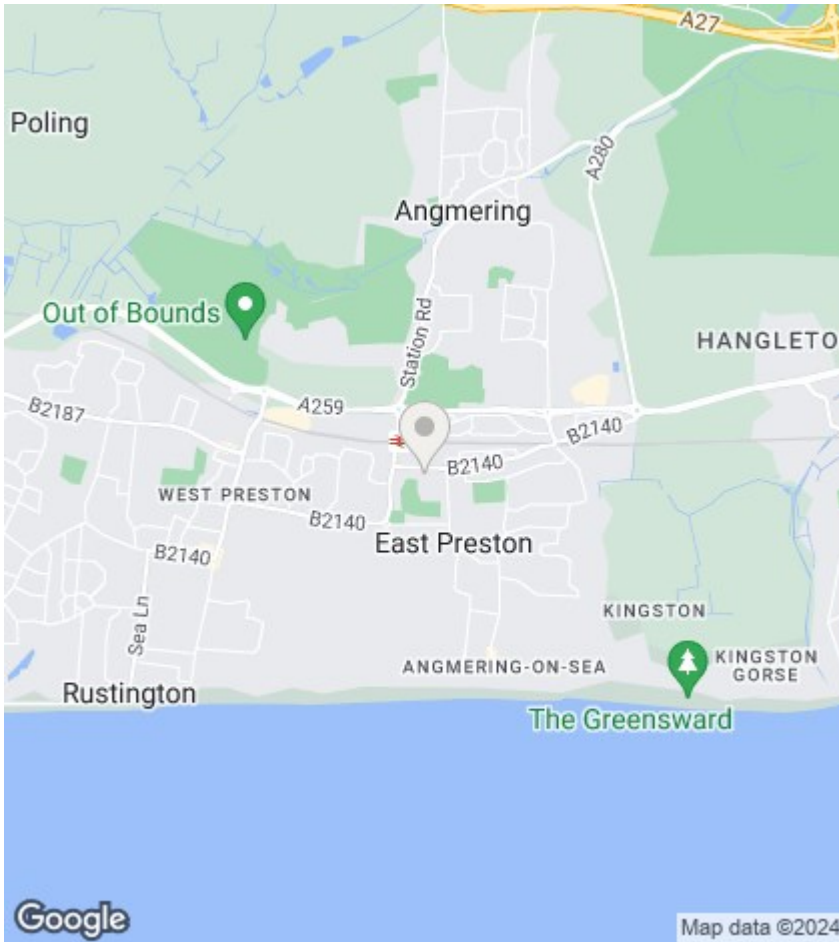 A27
Poling
A280
Angmering
Out of Bounds
Station Rd
HANGLETO
A259
B2187
B2140
B2140
WEST PRESTON
B2140
East Preston
B2140
Sea Ln
KINGSTON
ANGMERING-ON-SEA
KINGSTON
GORSE
Rustington
The Greensward
Google
Map data ©2024